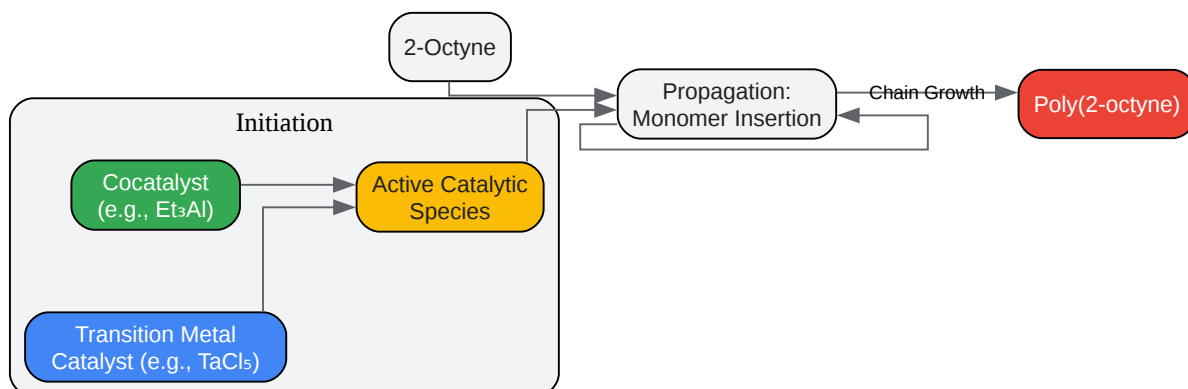 2-Octyne
Propagation:
Monomer Insertion
Chain Growth
Poly(2-octyne)
Initiation
Cocatalyst
(e.g., Et₃Al)
Active Catalytic
Species
Transition Metal
Catalyst (e.g., TaCl₅)